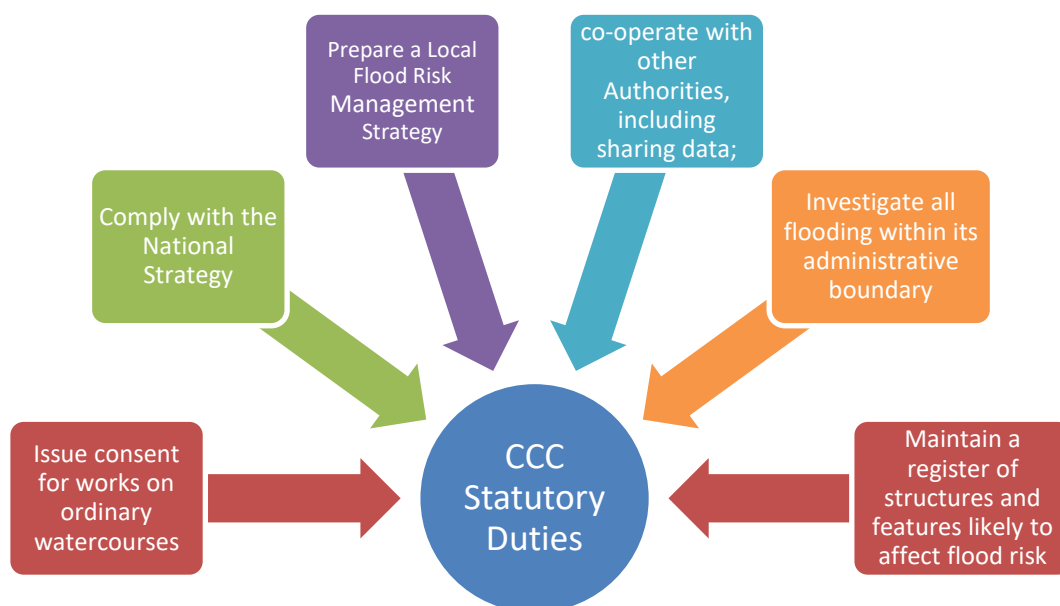 Prepare a Local
Flood Risk
Management
Strategy
co-operate with
other
Authorities,
including
sharing data;
Comply with the
National
Strategy
Investigate all
flooding within its
administrative
boundary
Issue consent
for works on
ordinary
watercourses
CCC
Statutory
Duties
Maintain a
register of
structures and
features likely to
affect flood risk